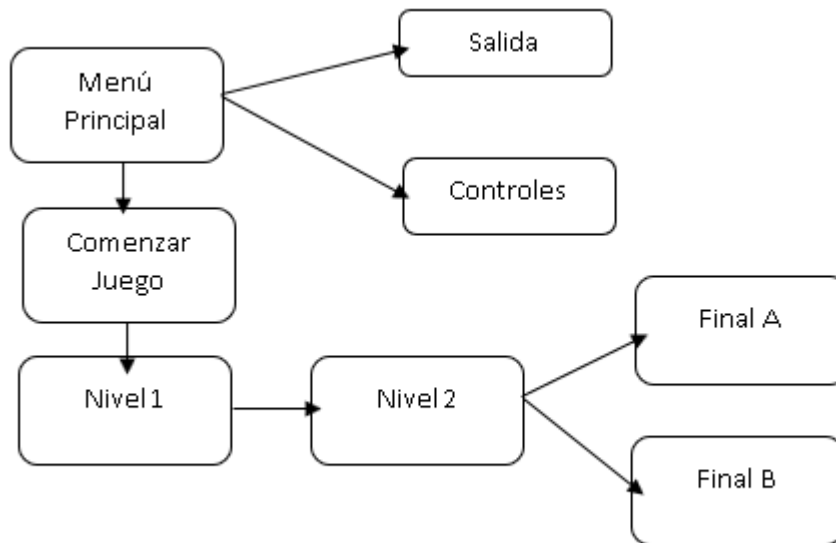 Salida
Menú
Principal
Controles
Comenzar
Juego
Final A
Nivel 1
Nivel 2
Final B